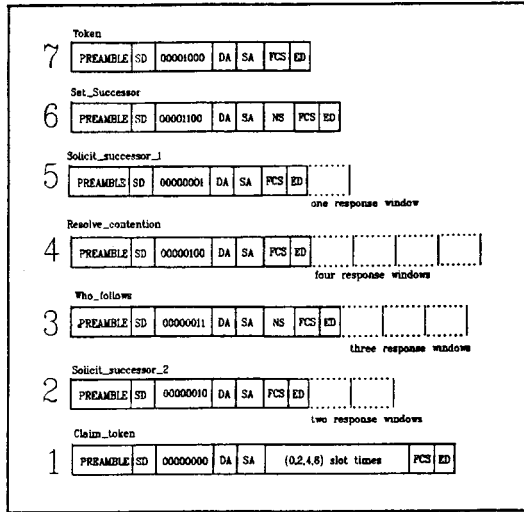 Token
7 PREAMBLE SD 00001000 DA SA FCS ED
Set_Successor
6 PREAMBLE SD 00001100 DA SA NS FCS ED
Solicit_successor_1
5 PREAMBLE SD 00000001 DA SA FCS ED
one response window
Resolve_contention
4 PREAMBLE SD 00000100 DA SA FCS ED
four response windows
Who_follows
3 PREAMBLE SD 00000011 DA SA NS FCS ED
three response windows
Solicit_successor_2
2 PREAMBLE SD 00000010 DA SA FCS ED
two response windows
Claim_token
1 PREAMBLE SD 00000000 DA SA (0,2,4,6) slot times FCS ED